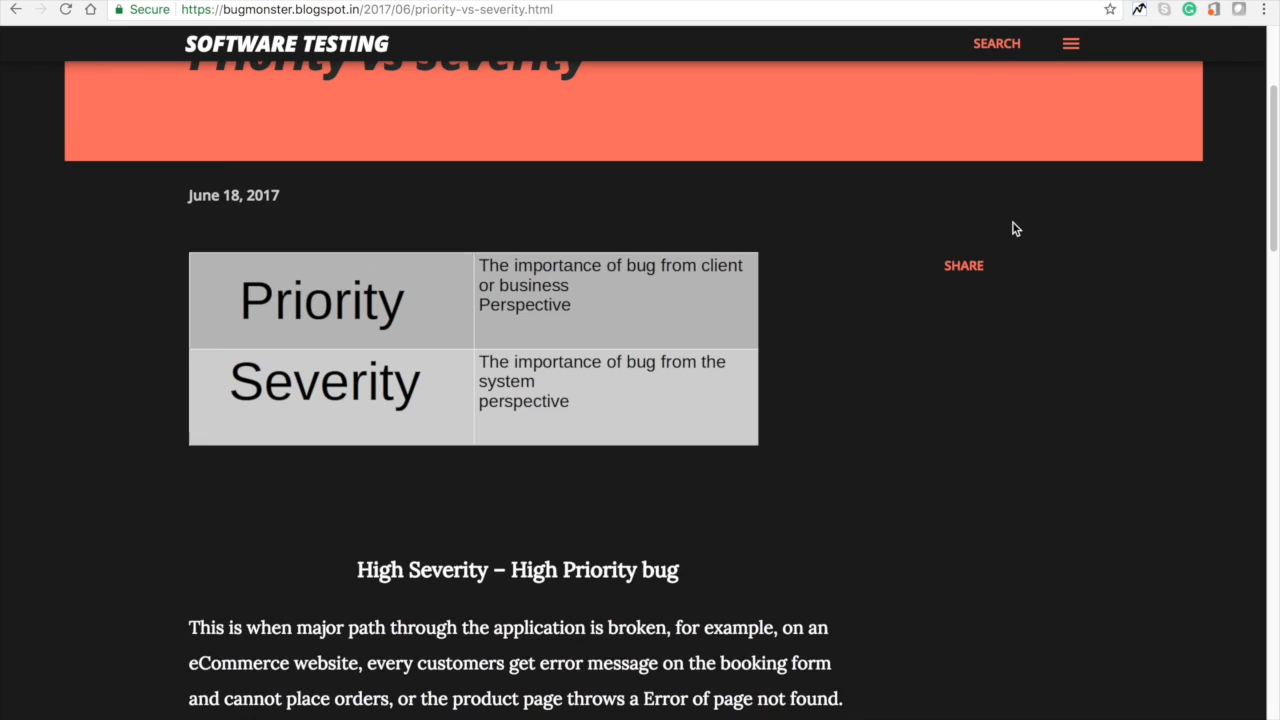 Secure https://bugmonster.blogspot.in/2017/06/priority-vs-severity.html
SOFTWARE TESTING
SEARCH
Priority vs severity
June 18, 2017
SHARE
Priority
The importance of bug from client
or business
Perspective
Severity
The importance of bug from the
system
perspective
High Severity – High Priority bug
This is when major path through the application is broken, for example, on an
eCommerce website, every customers get error message on the booking form
and cannot place orders, or the product page throws a Error of page not found.